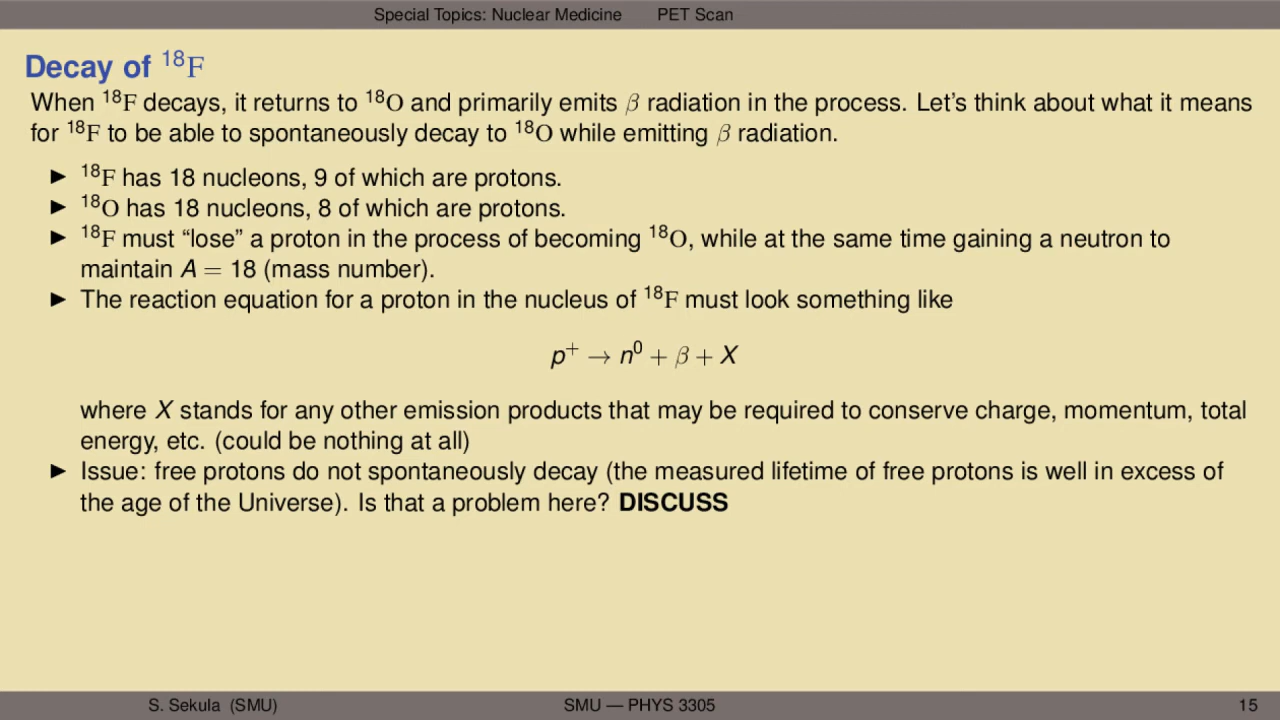 Special Topics: Nuclear Medicine PET Scan
Decay of ¹⁸F
When ¹⁸F decays, it returns to ¹⁸O and primarily emits β radiation in the process. Let's think about what it means
for ¹⁸F to be able to spontaneously decay to ¹⁸O while emitting β radiation.
▶ ¹⁸F has 18 nucleons, 9 of which are protons.
▶ ¹⁸O has 18 nucleons, 8 of which are protons.
▶ ¹⁸F must “lose” a proton in the process of becoming ¹⁸O, while at the same time gaining a neutron to
maintain A = 18 (mass number).
▶ The reaction equation for a proton in the nucleus of ¹⁸F must look something like
p⁺ → n⁰ + β + X
where X stands for any other emission products that may be required to conserve charge, momentum, total
energy, etc. (could be nothing at all)
▶ Issue: free protons do not spontaneously decay (the measured lifetime of free protons is well in excess of
the age of the Universe). Is that a problem here? DISCUSS
S. Sekula (SMU) SMU — PHYS 3305 15